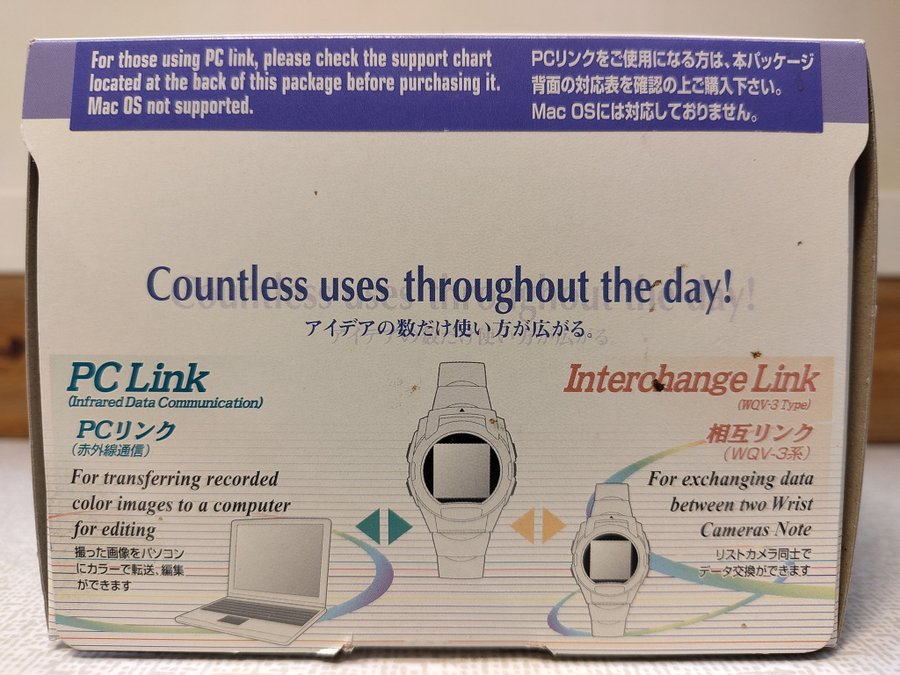 For those using PC link, please check the support chart
located at the back of this package before purchasing it.
Mac OS not supported.
PCリンクをご使用になる方は、本パッケージ
背面の対応表を確認の上ご購入下さい。
Mac OSには対応しておりません。
Countless uses throughout the day!
アイデアの数だけ使い方が広がる。
PC Link
(Infrared Data Communication)
PCリンク
(赤外線通信)
For transferring recorded
color images to a computer
for editing
撮った画像をパソコン
にカラーで転送、編集
ができます
Interchange Link
(WQV-3 Type)
相互リンク
(WQV-3系)
For exchanging data
between two Wrist
Cameras Note
リストカメラ同士で
データ交換ができます